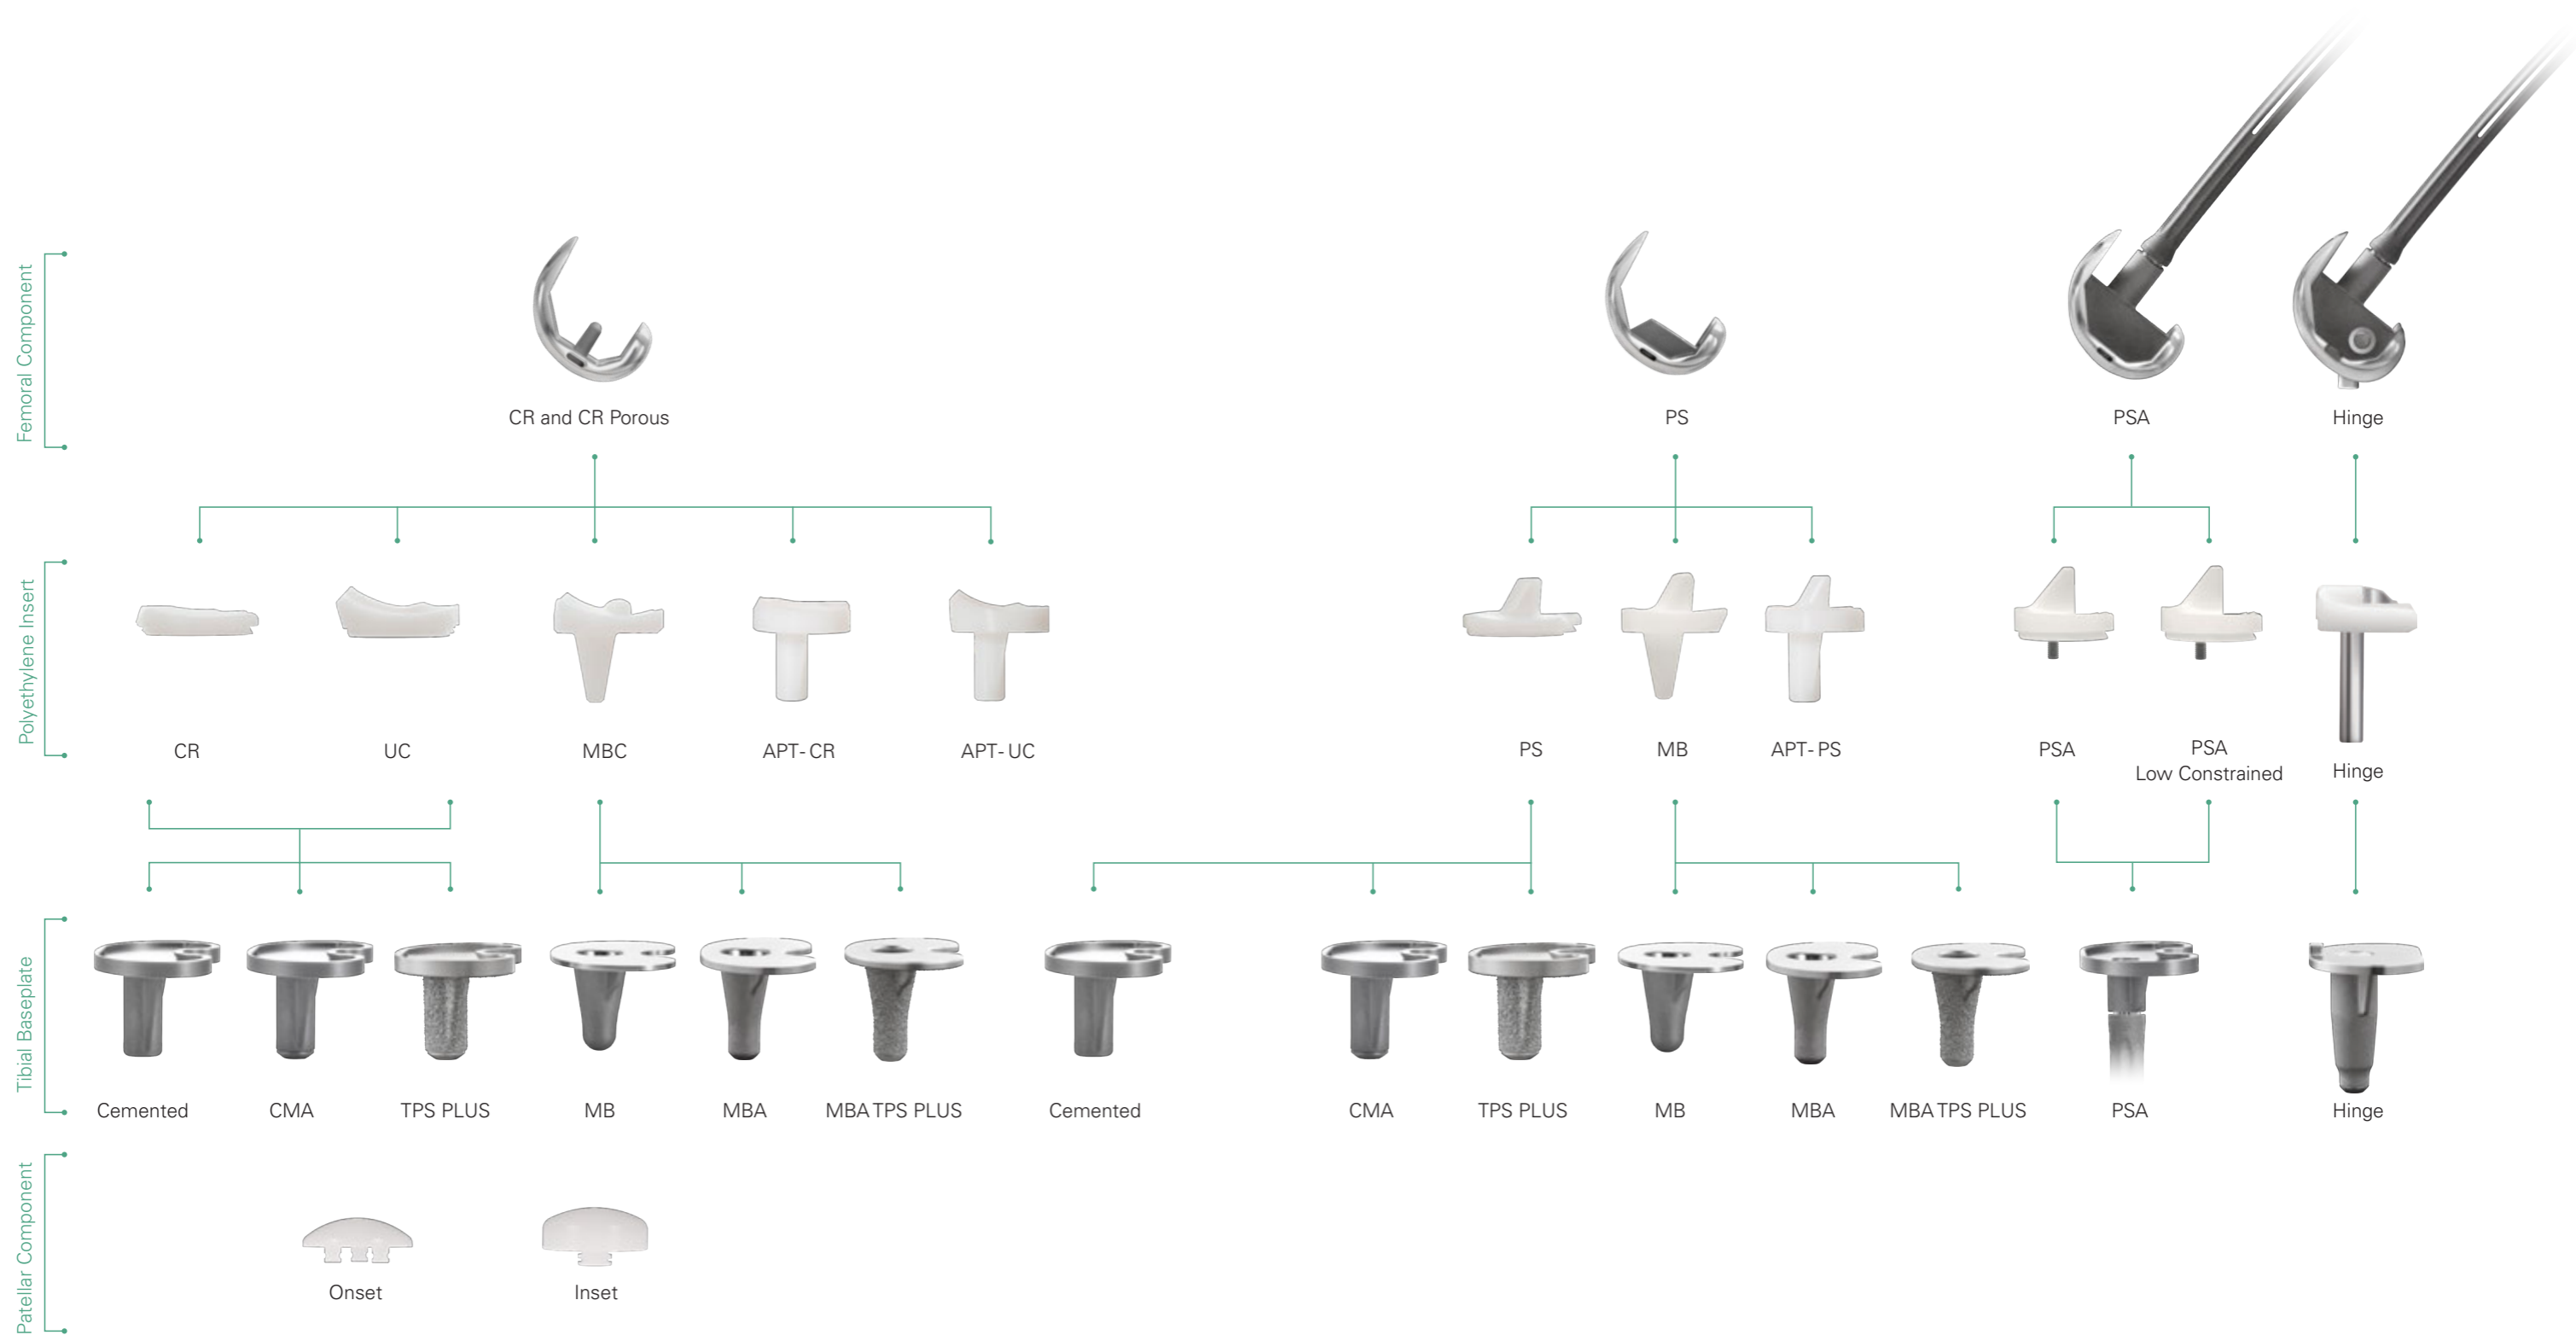 Femoral Component
CR and CR Porous
PS
PSA
Hinge
Polyethylene Insert
CR
UC
MBC
APT-CR
APT-UC
PS
MB
APT-PS
PSA
PSA
Low Constrained
Hinge
Tibial Baseplate
Cemented
CMA
TPS PLUS
MB
MBA
MBA TPS PLUS
Cemented
CMA
TPS PLUS
MB
MBA
MBA TPS PLUS
PSA
Hinge
Patellar Component
Onset
Inset